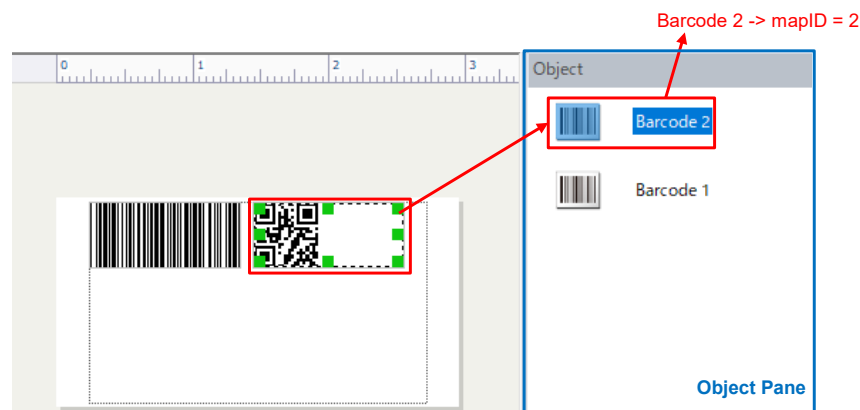 Barcode 2 -> mapID = 2
0 1 2 3
Object
Barcode 2
Barcode 1
Object Pane